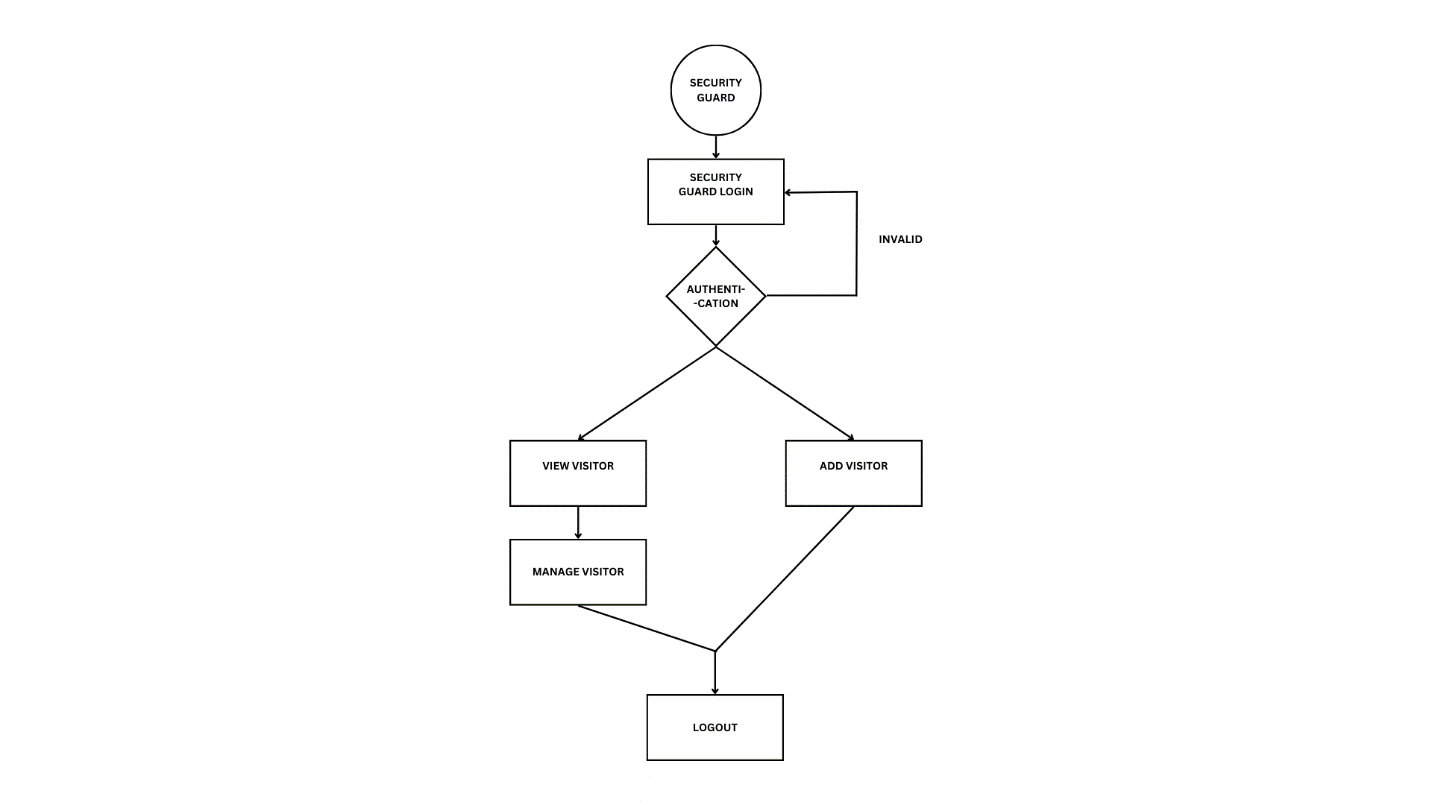 SECURITY
GUARD
SECURITY
GUARD LOGIN
INVALID
AUTHENTI-
-CATION
VIEW VISITOR
ADD VISITOR
MANAGE VISITOR
LOGOUT